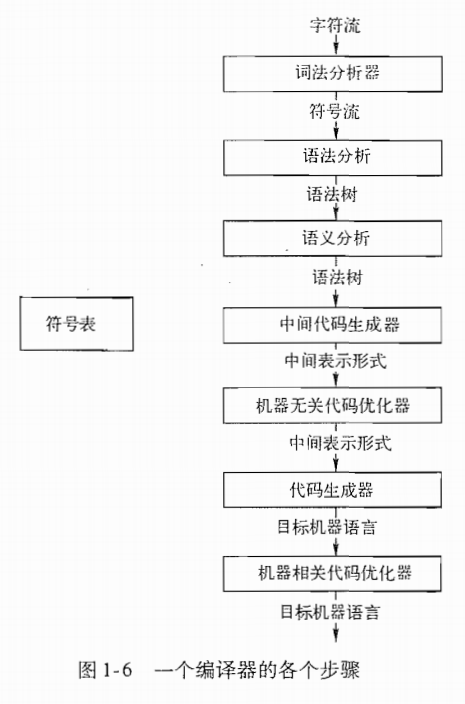 字符流
词法分析器
符号流
语法分析
语法树
语义分析
语法树
符号表
中间代码生成器
中间表示形式
机器无关代码优化器
中间表示形式
代码生成器
目标机器语言
机器相关代码优化器
目标机器语言
图 1-6 一个编译器的各个步骤